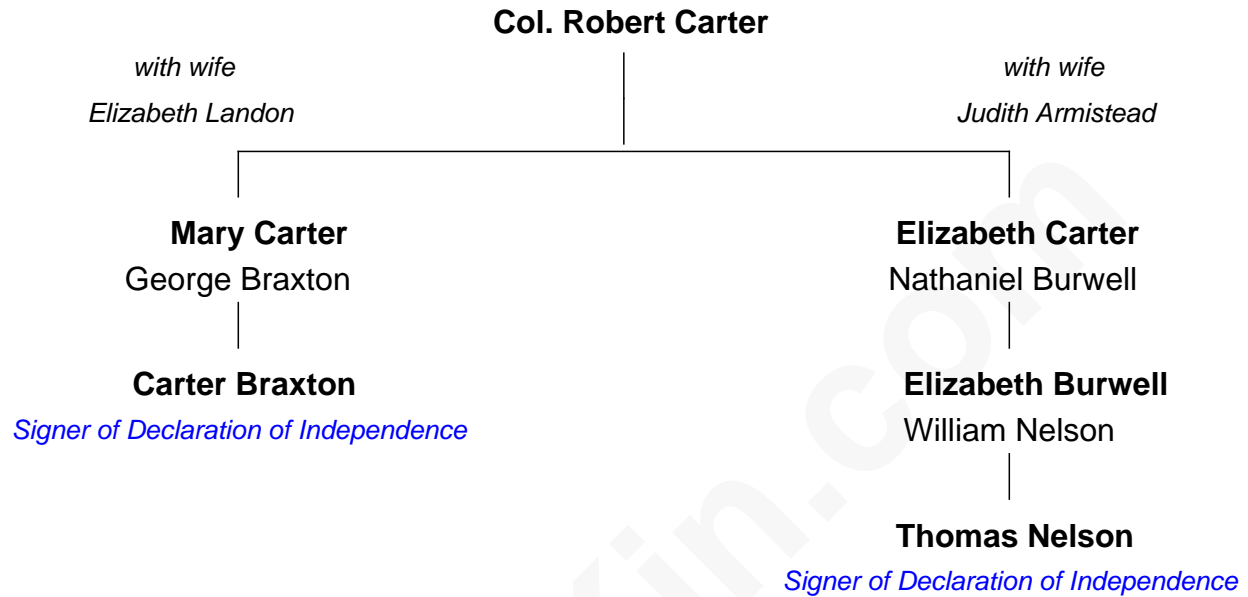 Col. Robert Carter
with wife
Elizabeth Landon
with wife
Judith Armistead
Mary Carter
George Braxton
Elizabeth Carter
Nathaniel Burwell
Carter Braxton
Signer of Declaration of Independence
Elizabeth Burwell
William Nelson
Thomas Nelson
Signer of Declaration of Independence